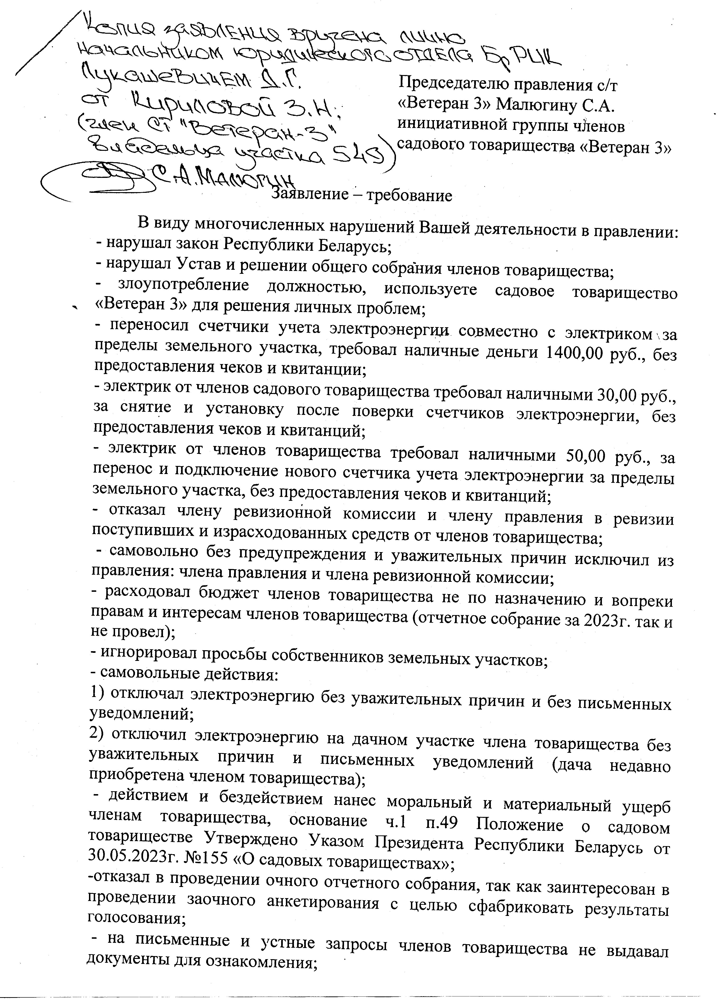 Копия заявления вручена лично
начальником юридического отдела БрРИК
Лукашевичем Д.Г.
от Кириловой З.Н.
(член СТ "Ветеран-3"
владелица участка 549)
С.А.Малюгин
Председателю правления с/т
«Ветеран 3» Малюгину С.А.
инициативной группы членов
садового товарищества «Ветеран 3»
Заявление – требование
В виду многочисленных нарушений Вашей деятельности в правлении:
- нарушал закон Республики Беларусь;
- нарушал Устав и решении общего собрания членов товарищества;
- злоупотребление должностью, используете садовое товарищество
«Ветеран 3» для решения личных проблем;
- переносил счетчики учета электроэнергии совместно с электриком за
пределы земельного участка, требовал наличные деньги 1400,00 руб., без
предоставления чеков и квитанции;
- электрик от членов садового товарищества требовал наличными 30,00 руб.,
за снятие и установку после поверки счетчиков электроэнергии, без
предоставления чеков и квитанций;
- электрик от членов товарищества требовал наличными 50,00 руб., за
перенос и подключение нового счетчика учета электроэнергии за пределы
земельного участка, без предоставления чеков и квитанций;
- отказал члену ревизионной комиссии и члену правления в ревизии
поступивших и израсходованных средств от членов товарищества;
- самовольно без предупреждения и уважительных причин исключил из
правления: члена правления и члена ревизионной комиссии;
- расходовал бюджет членов товарищества не по назначению и вопреки
правам и интересам членов товарищества (отчетное собрание за 2023г. так и
не провел);
- игнорировал просьбы собственников земельных участков;
- самовольные действия:
1) отключал электроэнергию без уважительных причин и без письменных
уведомлений;
2) отключил электроэнергию на дачном участке члена товарищества без
уважительных причин и письменных уведомлений (дача недавно
приобретена членом товарищества);
- действием и бездействием нанес моральный и материальный ущерб
членам товарищества, основание ч.1 п.49 Положение о садовом
товариществе Утверждено Указом Президента Республики Беларусь от
30.05.2023г. №155 «О садовых товариществах»;
-отказал в проведении очного отчетного собрания, так как заинтересован в
проведении заочного анкетирования с целью сфабриковать результаты
голосования;
- на письменные и устные запросы членов товарищества не выдавал
документы для ознакомления;